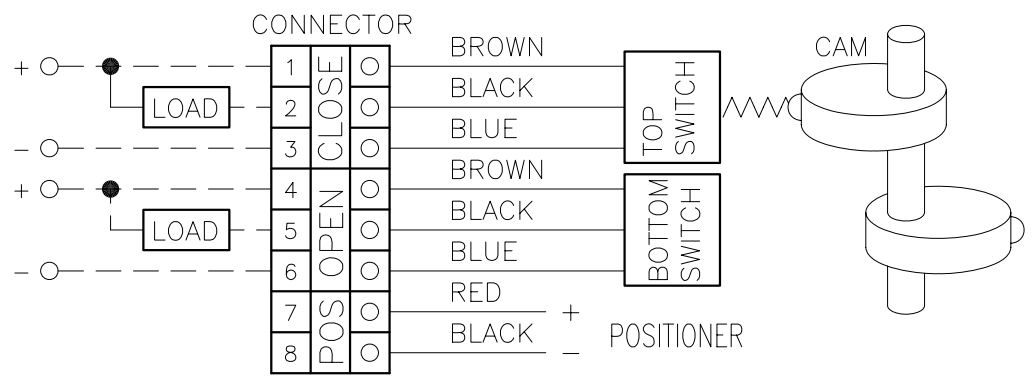 CONNECTOR
+ 1 BROWN CAM
LOAD 2 BLACK
- 3 BLUE
CLOSE
TOP
SWITCH
+ 4 BROWN
LOAD 5 BLACK
- 6 BLUE
OPEN
BOTTOM
SWITCH
7 RED +
8 BLACK -
POS
POSITIONER